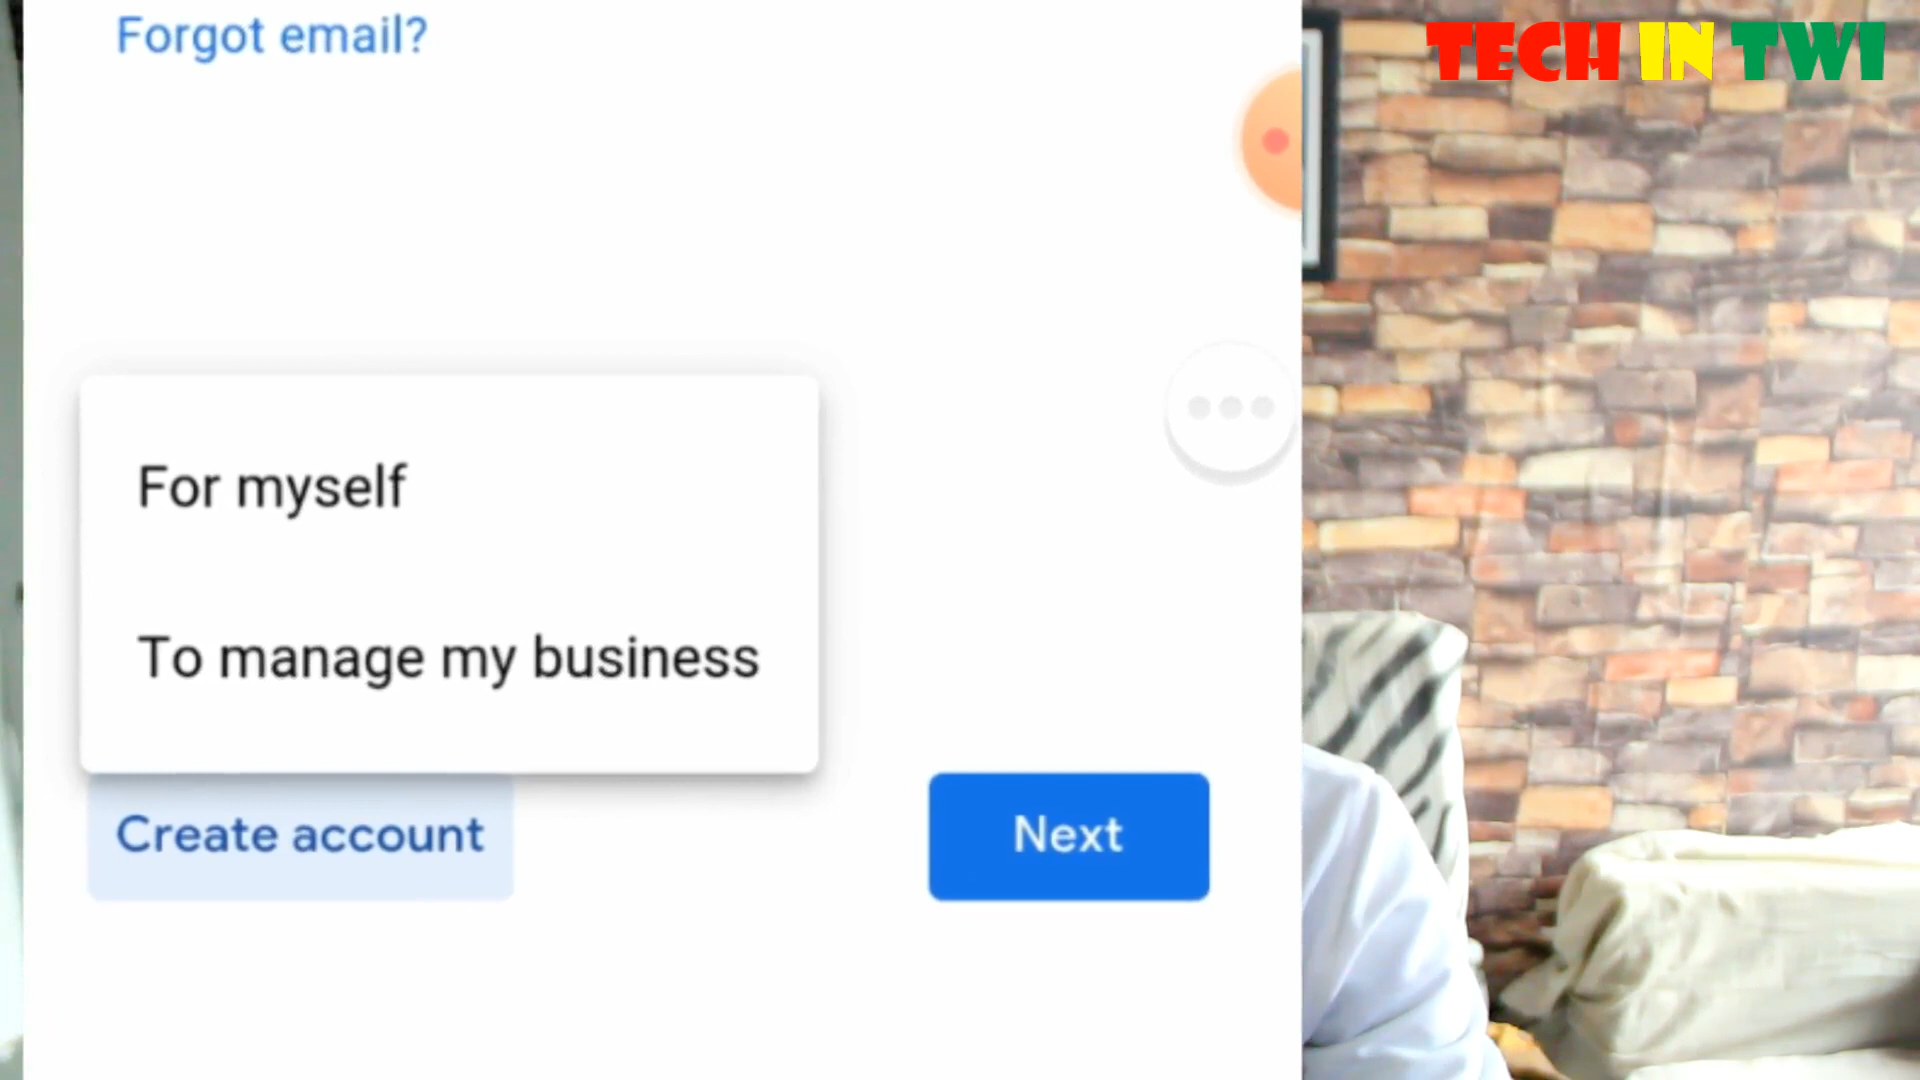 Forgot email?
TECH IN TWI
For myself
To manage my business
Create account
Next